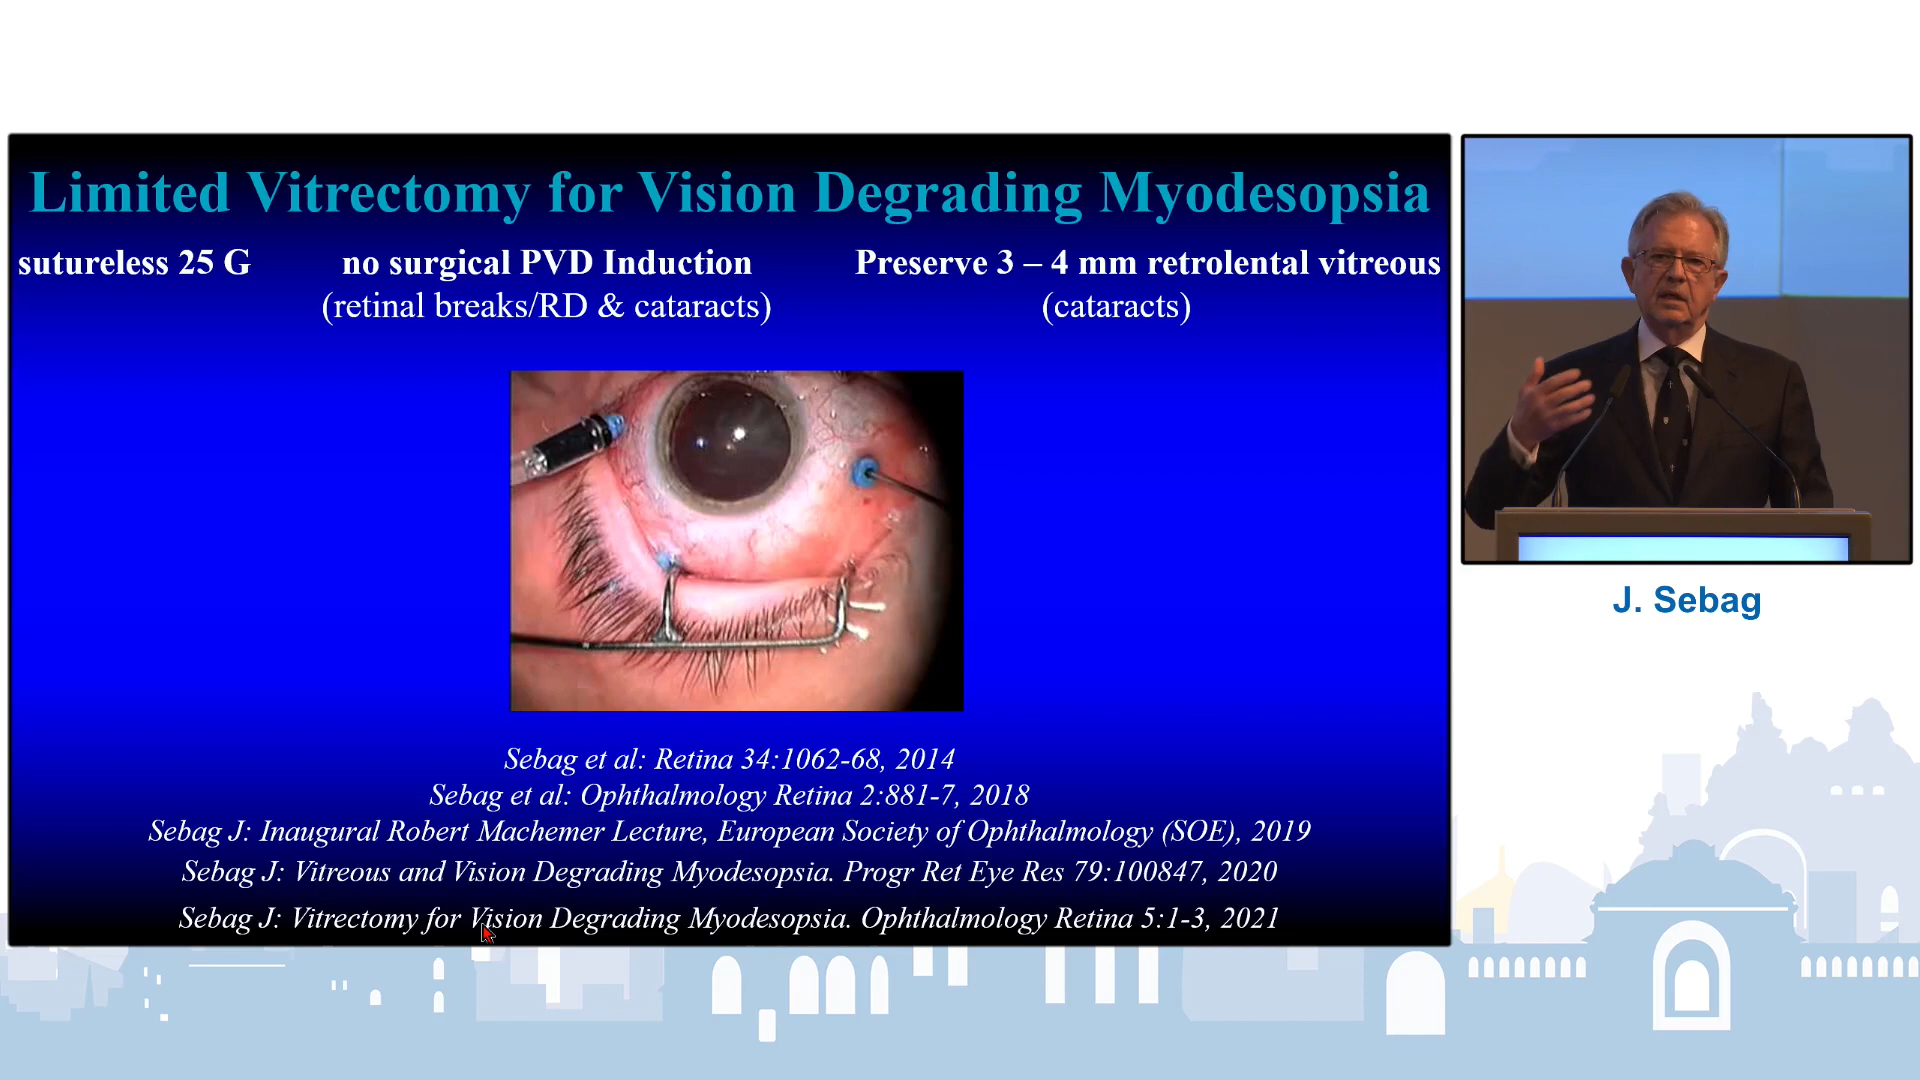 Limited Vitrectomy for Vision Degrading Myodesopsia
sutureless 25 G
no surgical PVD Induction
(retinal breaks/RD & cataracts)
Preserve 3 – 4 mm retrolental vitreous
(cataracts)
Sebag et al: Retina 34:1062-68, 2014
Sebag et al: Ophthalmology Retina 2:881-7, 2018
Sebag J: Inaugural Robert Machemer Lecture, European Society of Ophthalmology (SOE), 2019
Sebag J: Vitreous and Vision Degrading Myodesopsia. Progr Ret Eye Res 79:100847, 2020
Sebag J: Vitrectomy for Vision Degrading Myodesopsia. Ophthalmology Retina 5:1-3, 2021
J. Sebag